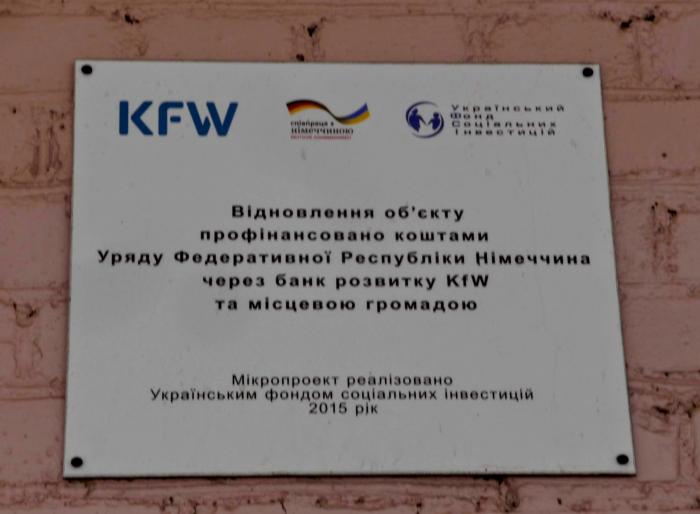 KFW
співпраця з
німеччиною
Український
Фонд
Соціальних
Інвестицій
Відновлення об'єкту
профінансовано коштами
Уряду Федеративної Республіки Німеччина
через банк розвитку KfW
та місцевою громадою
Мікропроект реалізовано
Українським фондом соціальних інвестицій
2015 рік